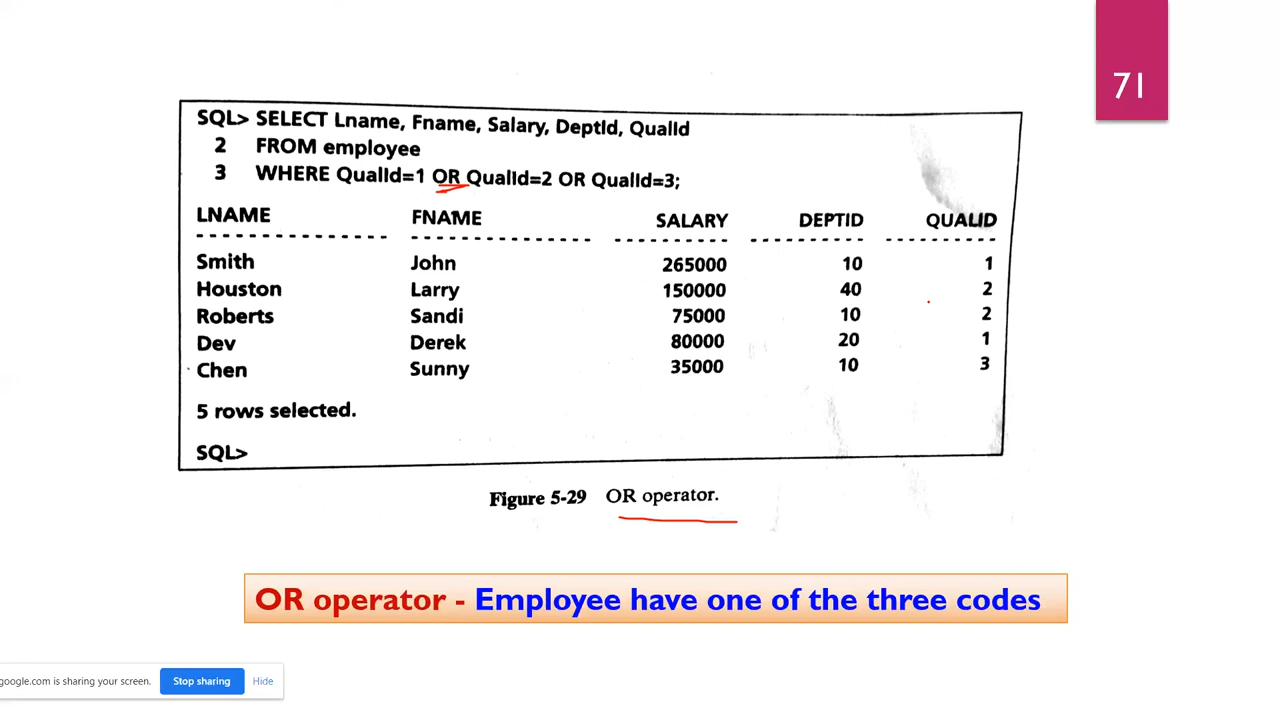 71
SQL> SELECT Lname, Fname, Salary, DeptId, QualId
2 FROM employee
3 WHERE QualId=1 OR QualId=2 OR QualId=3;
LNAME FNAME SALARY DEPTID QUALID
---------------- ---------------- ---------- ---------- ----------
Smith John 265000 10 1
Houston Larry 150000 40 2
Roberts Sandi 75000 10 2
Dev Derek 80000 20 1
Chen Sunny 35000 10 3
5 rows selected.
SQL>
Figure 5-29 OR operator.
OR operator - Employee have one of the three codes
google.com is sharing your screen. Stop sharing Hide